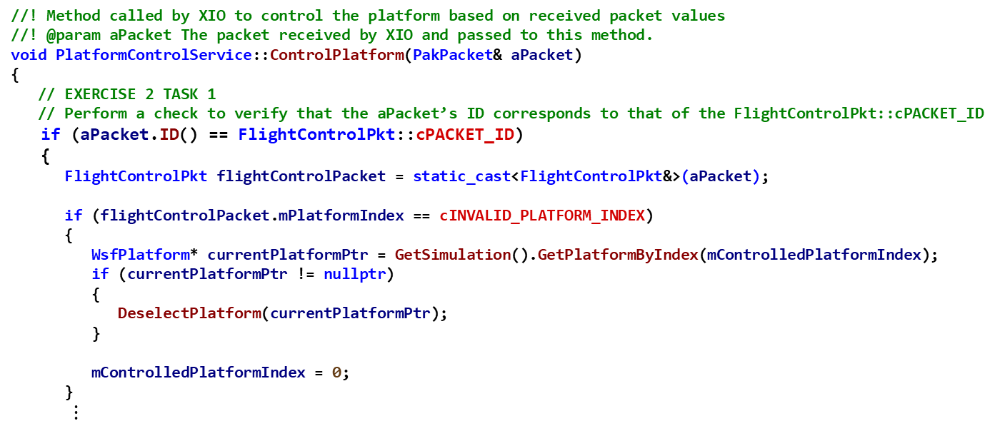 //! Method called by XIO to control the platform based on received packet values
//! @param aPacket The packet received by XIO and passed to this method.
void PlatformControlService::ControlPlatform(PakPacket& aPacket)
{
// EXERCISE 2 TASK 1
// Perform a check to verify that the aPacket’s ID corresponds to that of the FlightControlPkt::cPACKET_ID
if (aPacket.ID() == FlightControlPkt::cPACKET_ID)
{
FlightControlPkt flightControlPacket = static_cast<FlightControlPkt&>(aPacket);
if (flightControlPacket.mPlatformIndex == cINVALID_PLATFORM_INDEX)
{
WsfPlatform* currentPlatformPtr = GetSimulation().GetPlatformByIndex(mControlledPlatformIndex);
if (currentPlatformPtr != nullptr)
{
DeselectPlatform(currentPlatformPtr);
}
mControlledPlatformIndex = 0;
}
⋮